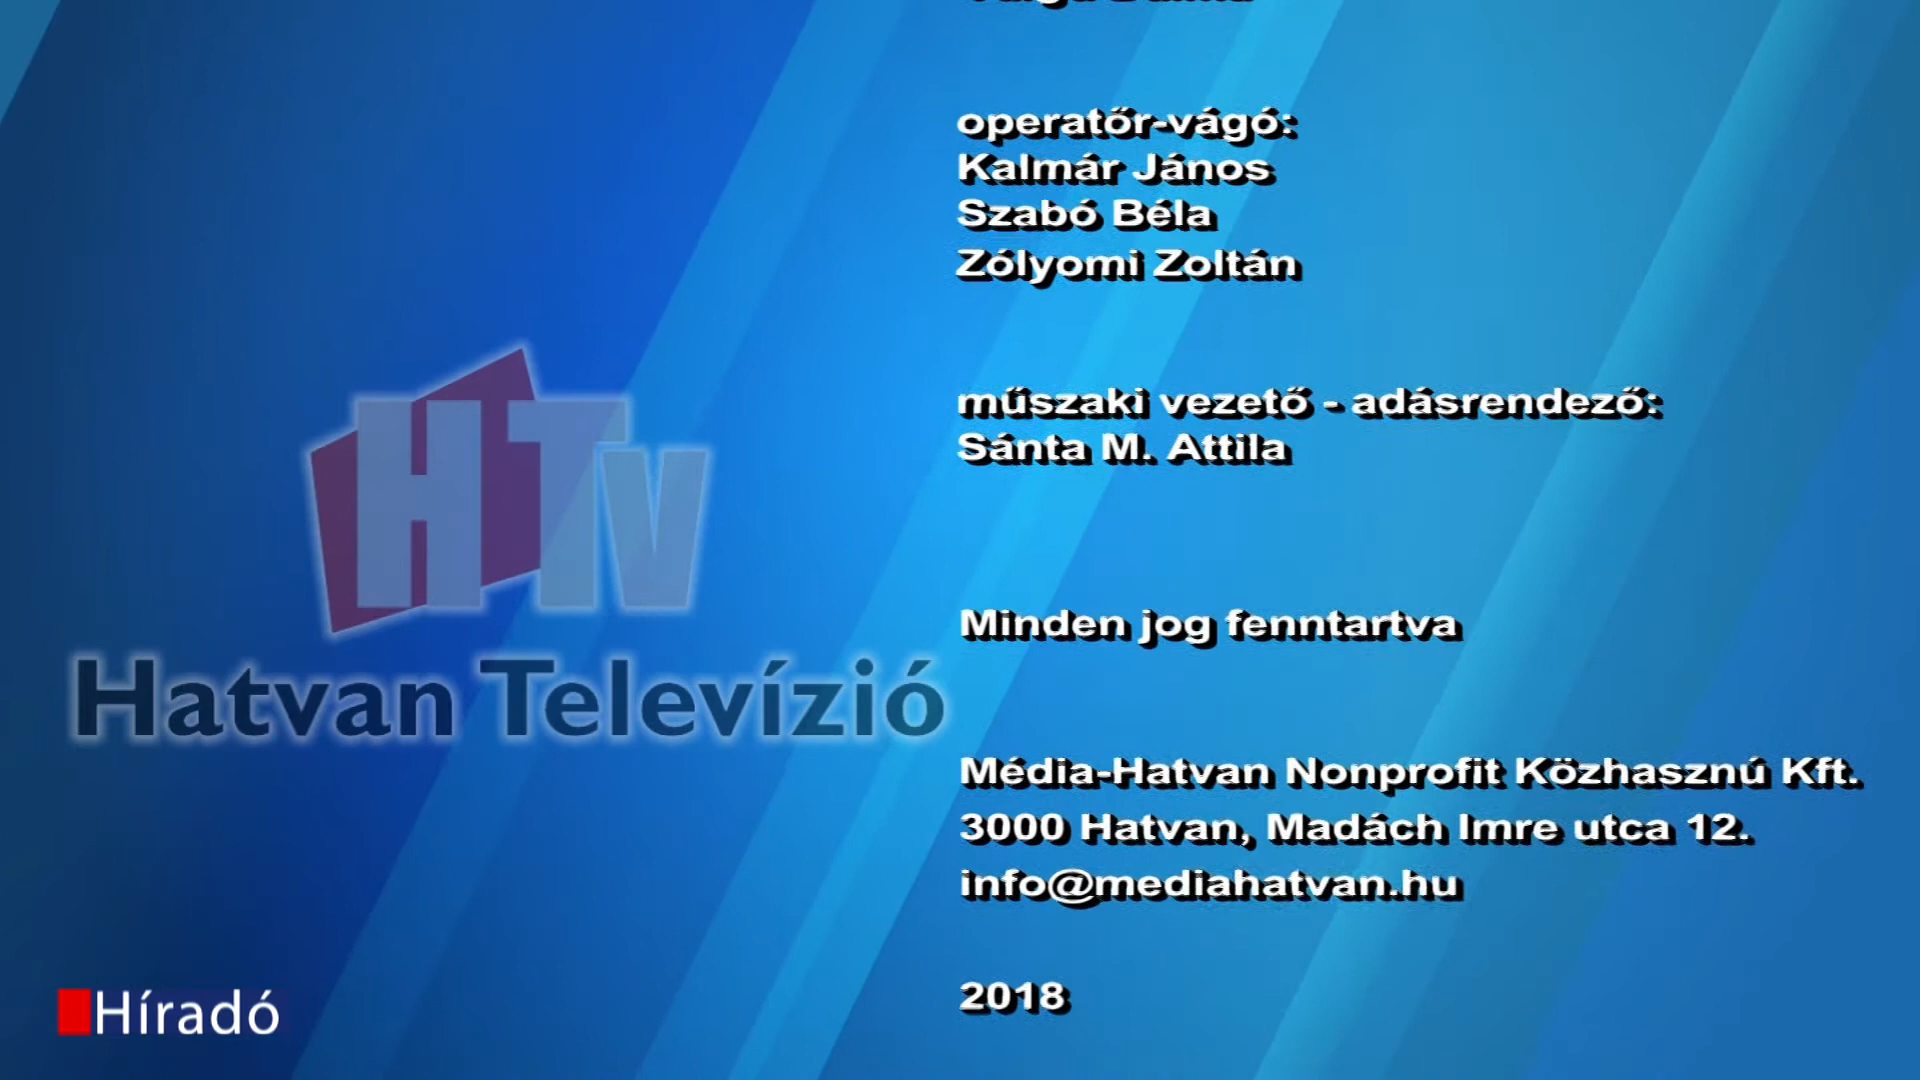 operatőr-vágó:
Kalmár János
Szabó Béla
Zólyomi Zoltán
műszaki vezető - adásrendező:
Sánta M. Attila
Minden jog fenntartva
Média-Hatvan Nonprofit Közhasznú Kft.
3000 Hatvan, Madách Imre utca 12.
info@mediahatvan.hu
2018
HTv
Hatvan Televízió
Híradó